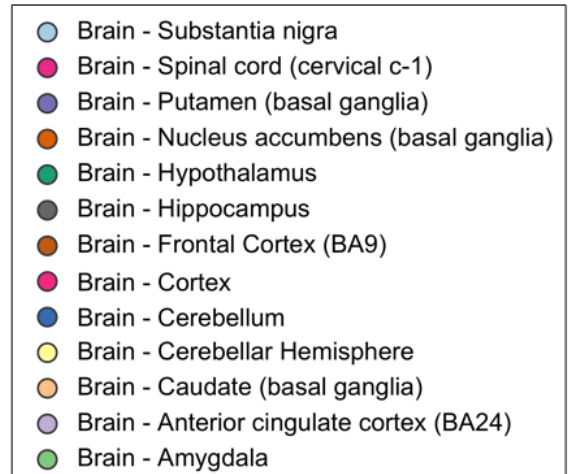 Brain - Substantia nigra
Brain - Spinal cord (cervical c-1)
Brain - Putamen (basal ganglia)
Brain - Nucleus accumbens (basal ganglia)
Brain - Hypothalamus
Brain - Hippocampus
Brain - Frontal Cortex (BA9)
Brain - Cortex
Brain - Cerebellum
Brain - Cerebellar Hemisphere
Brain - Caudate (basal ganglia)
Brain - Anterior cingulate cortex (BA24)
Brain - Amygdala